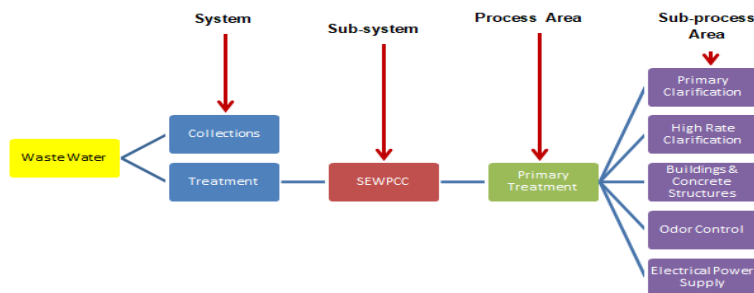 System
Sub-system
Process Area
Sub-process
Area
Waste Water
Collections
Treatment
SEWPCC
Primary
Treatment
Primary
Clarification
High Rate
Clarification
Buildings &
Concrete
Structures
Odor Control
Electrical Power
Supply